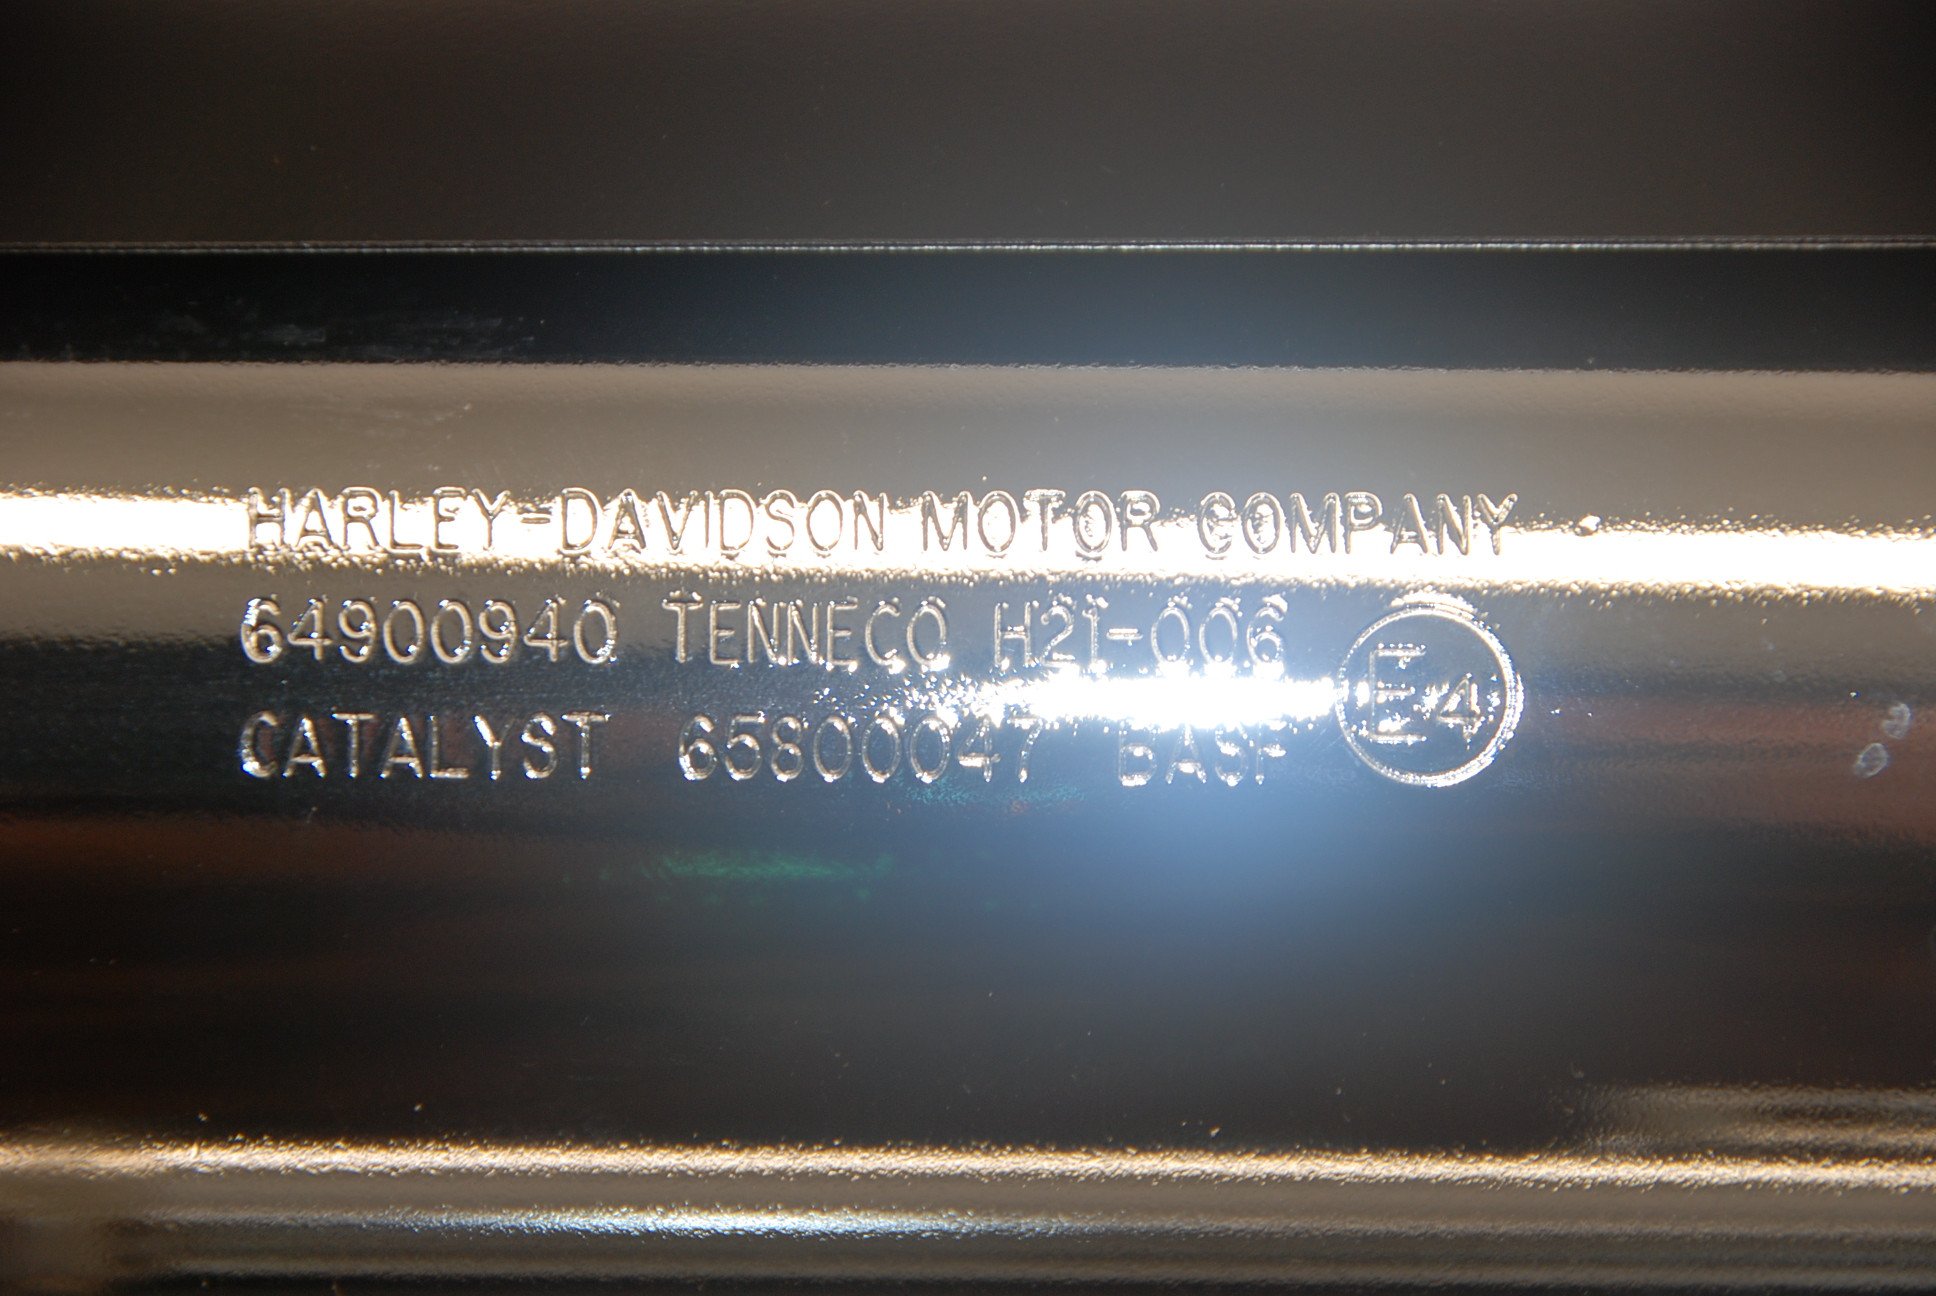 HARLEY-DAVIDSON MOTOR COMPANY
64900940 TENNECO H21-006
CATALYST 65800047 BASF
E4